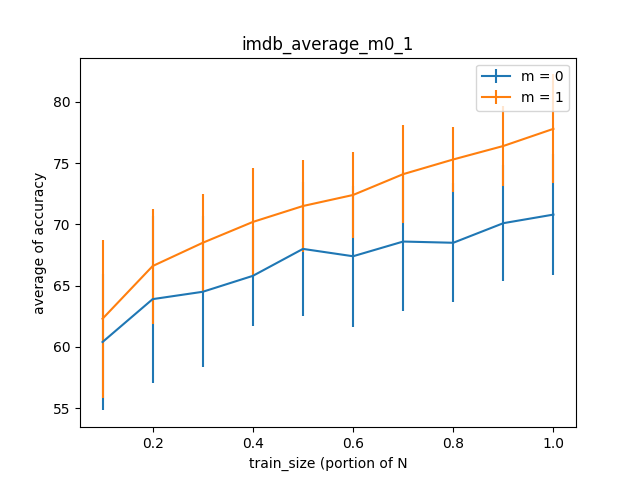 imdb_average_m0_1
m = 0
m = 1
average of accuracy
80
75
70
65
60
55
0.2
0.4
0.6
0.8
1.0
train_size (portion of N